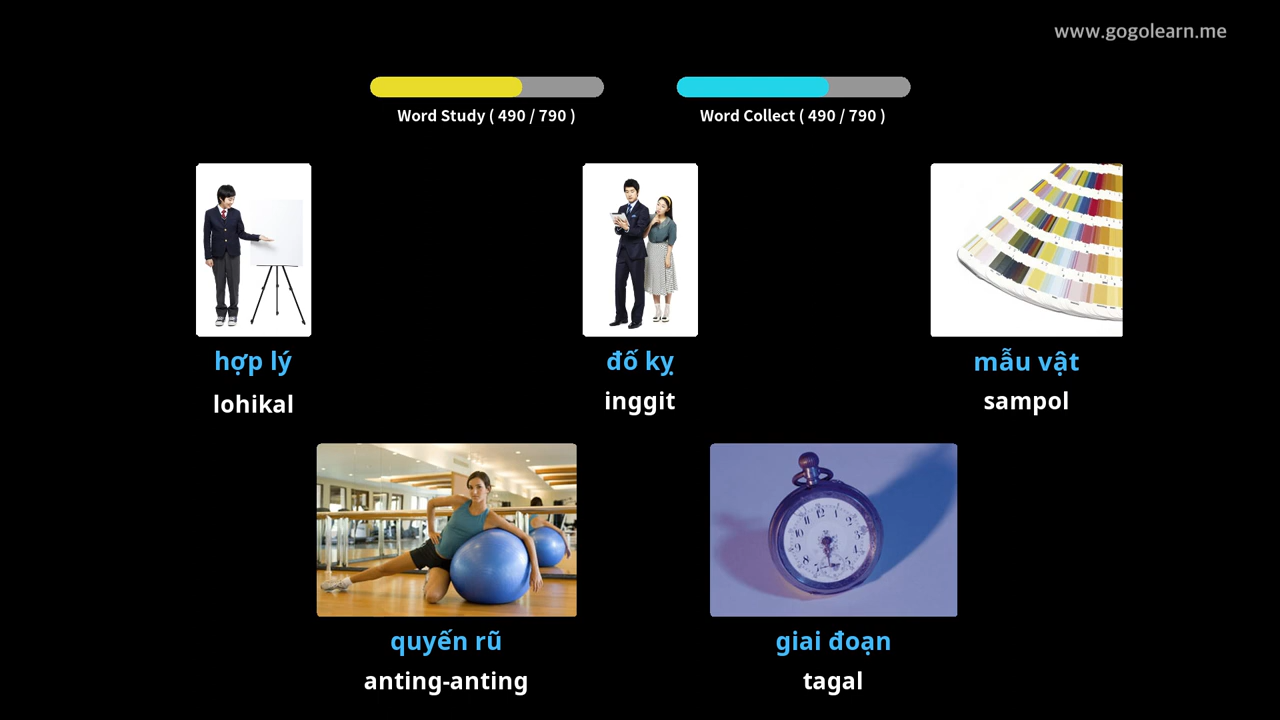 www.gogolearn.me
Word Study ( 490 / 790 )
Word Collect ( 490 / 790 )
hợp lý
lohikal
đố kỵ
inggit
mẫu vật
sampol
quyến rũ
anting-anting
giai đoạn
tagal